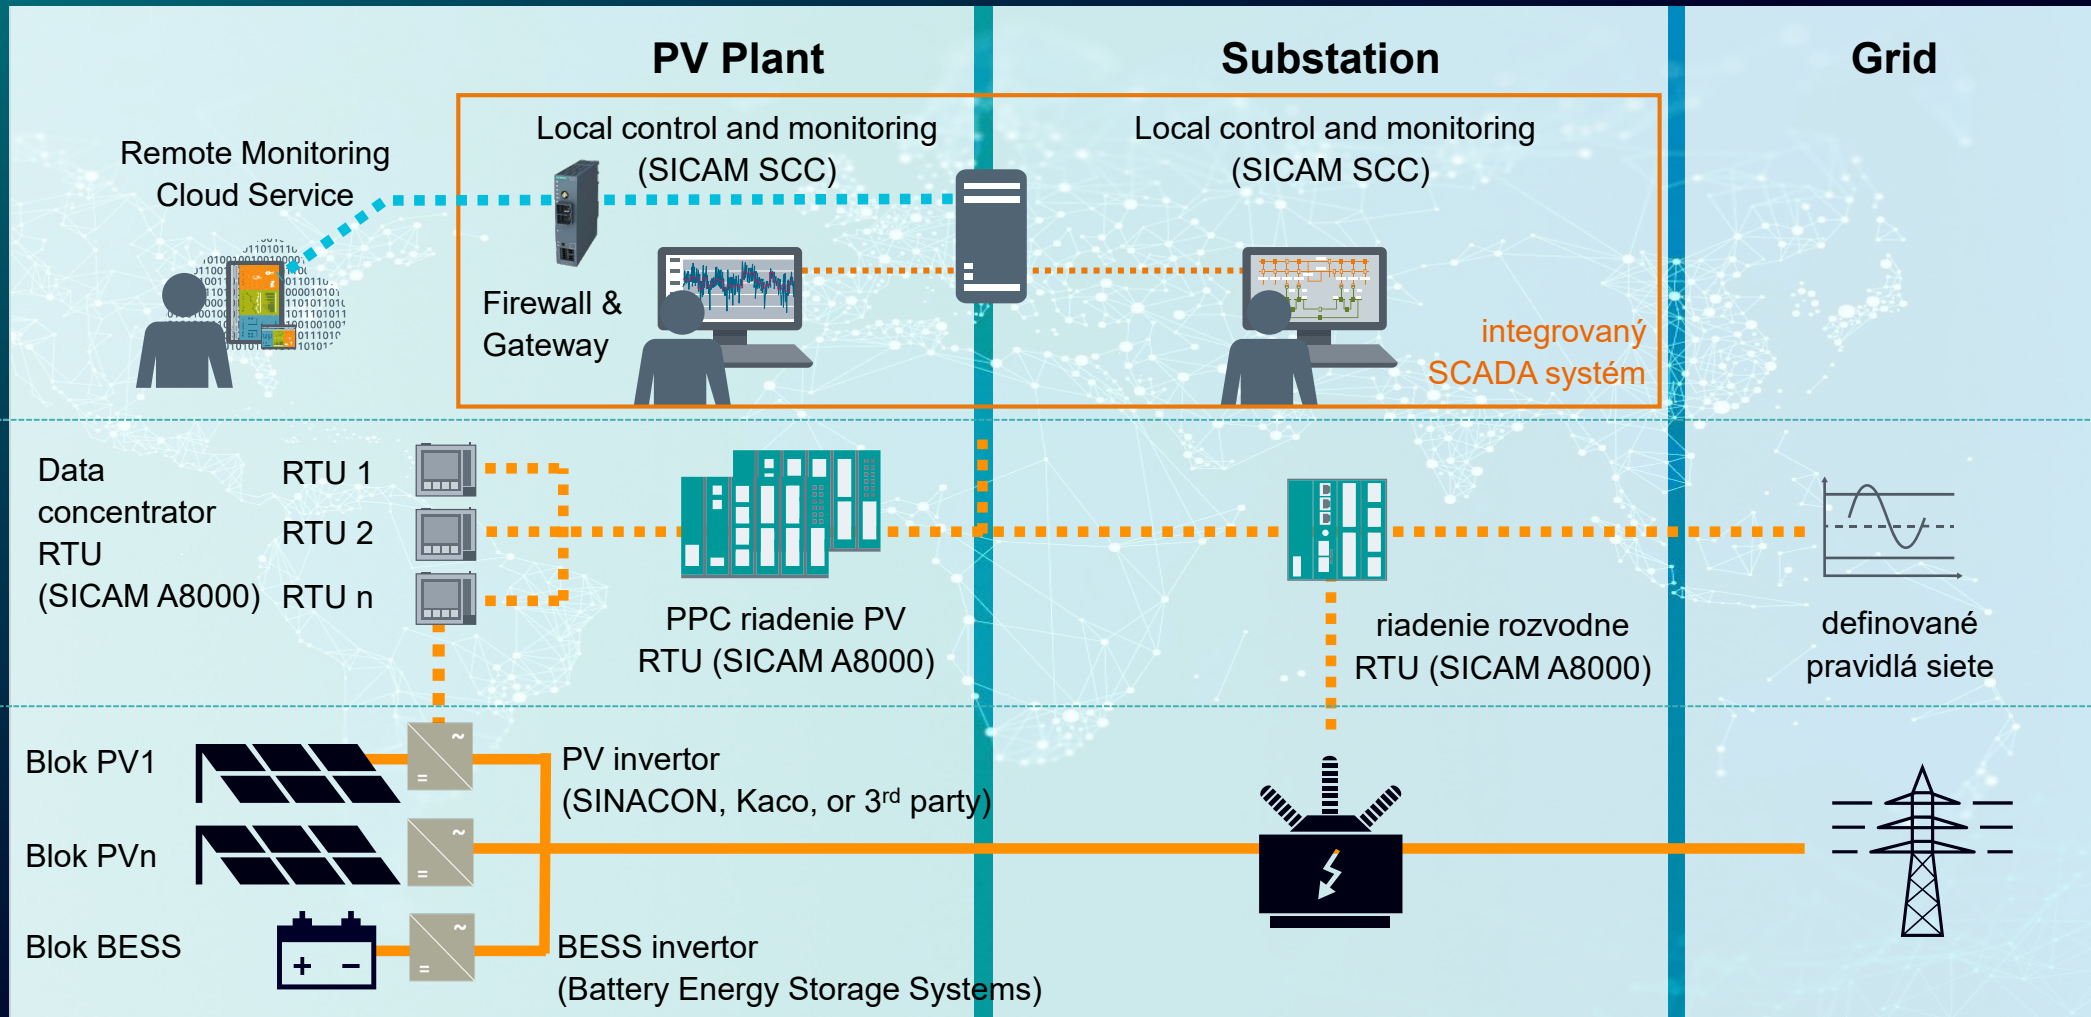 PV Plant
Substation
Grid
Remote Monitoring
Cloud Service
Local control and monitoring
(SICAM SCC)
Firewall &
Gateway
Local control and monitoring
(SICAM SCC)
integrovaný
SCADA systém
Data
concentrator
RTU
(SICAM A8000)
RTU 1
RTU 2
RTU n
PPC riadenie PV
RTU (SICAM A8000)
riadenie rozvodne
RTU (SICAM A8000)
definované
pravidlá siete
Blok PV1
PV invertor
(SINACON, Kaco, or 3rd party)
Blok PVn
Blok BESS
BESS invertor
(Battery Energy Storage Systems)